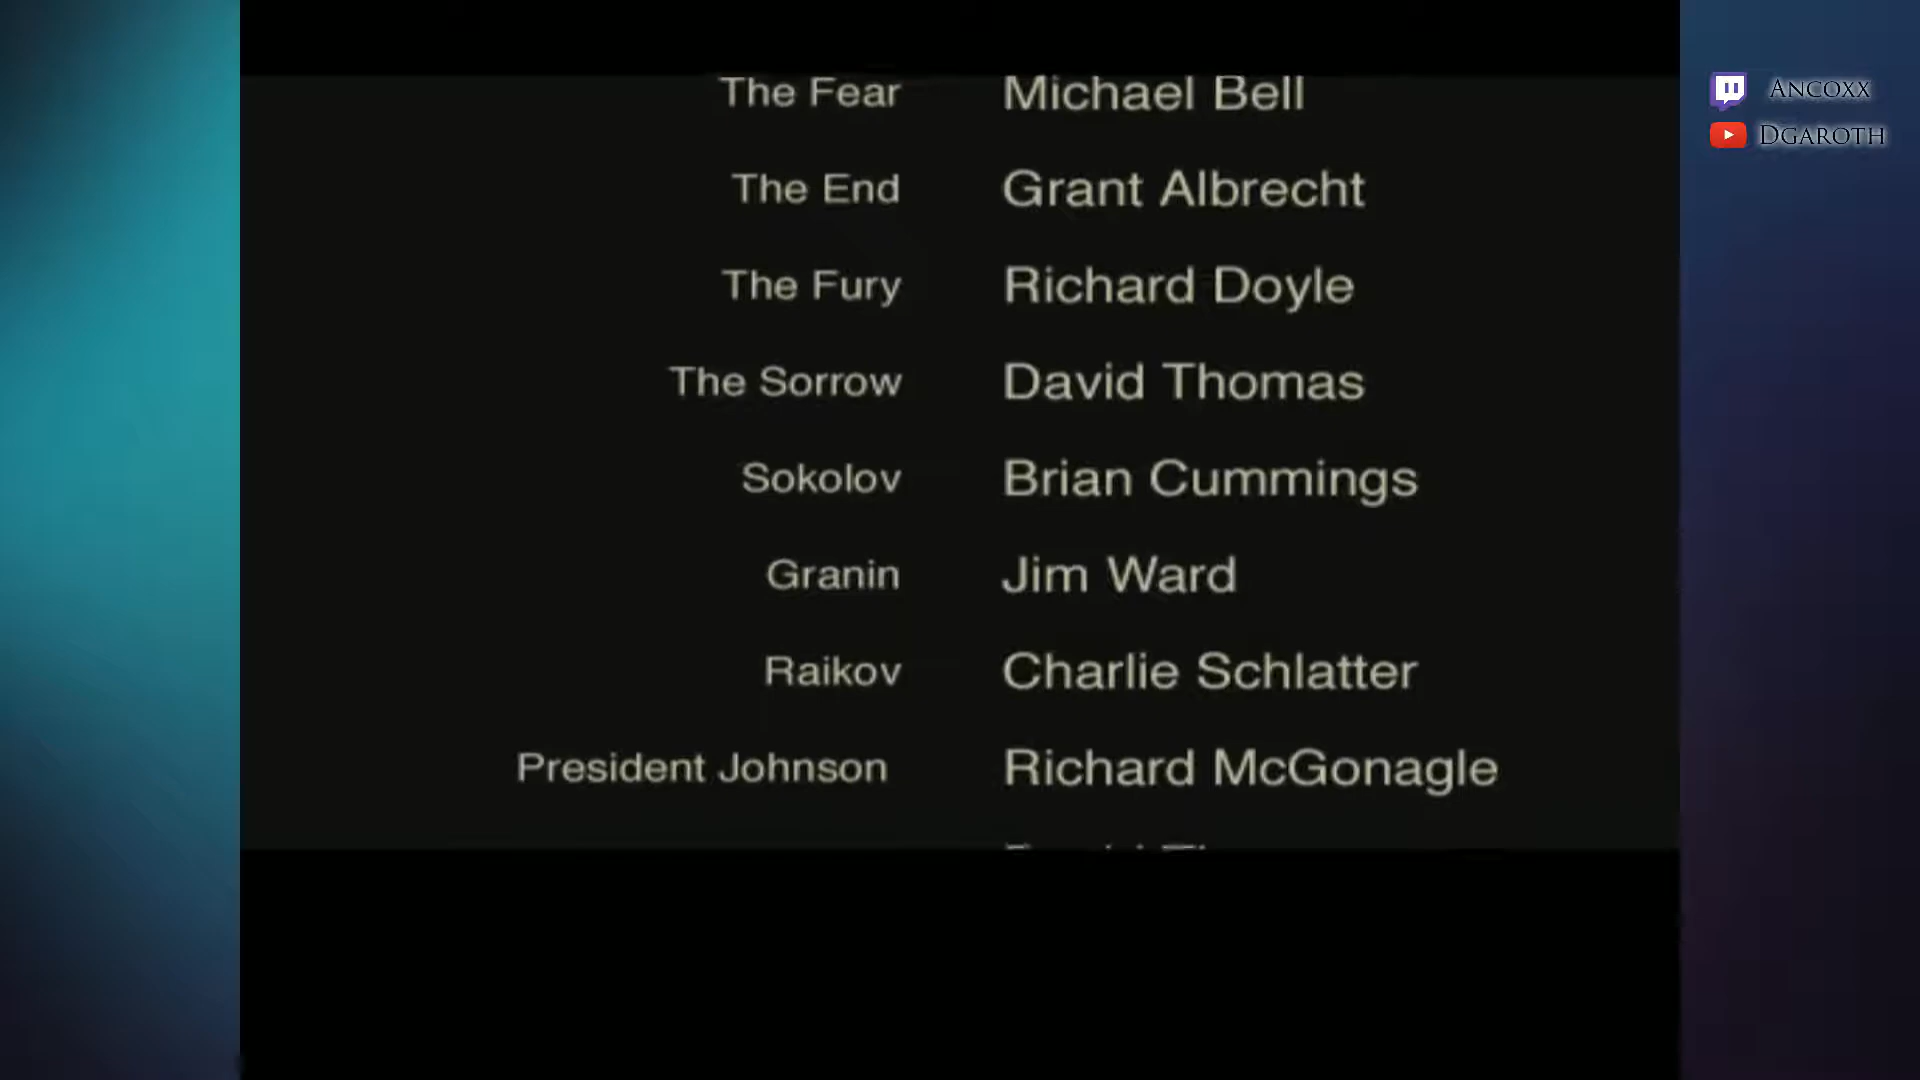 The Fear Michael Bell
The End Grant Albrecht
The Fury Richard Doyle
The Sorrow David Thomas
Sokolov Brian Cummings
Granin Jim Ward
Raikov Charlie Schlatter
President Johnson Richard McGonagle
Ancoxx
Dgaroth